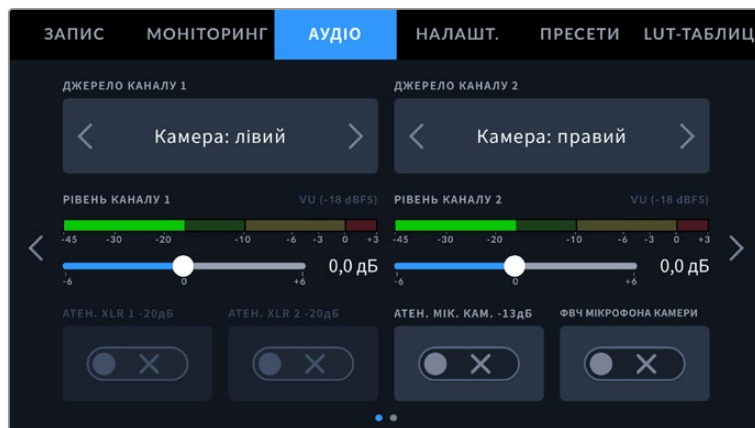 ЗАПИС МОНІТОРИНГ АУДІО НАЛАШТ. ПРЕСЕТИ LUT-ТАБЛИЦ
ДЖЕРЕЛО КАНАЛУ 1 ДЖЕРЕЛО КАНАЛУ 2
Камера: лівий Камера: правий
РІВЕНЬ КАНАЛУ 1 VU (-18 dBFS) РІВЕНЬ КАНАЛУ 2 VU (-18 dBFS)
-45 -30 -20 -10 -6 -3 0 +3 -45 -30 -20 -10 -6 -3 0 +3
0,0 дБ 0,0 дБ
-6 0 +6 -6 0 +6
АТЕН. XLR 1 -20дБ АТЕН. XLR 2 -20дБ АТЕН. МІК. КАМ. -13дБ ФВЧ МІКРОФОНА КАМЕРИ